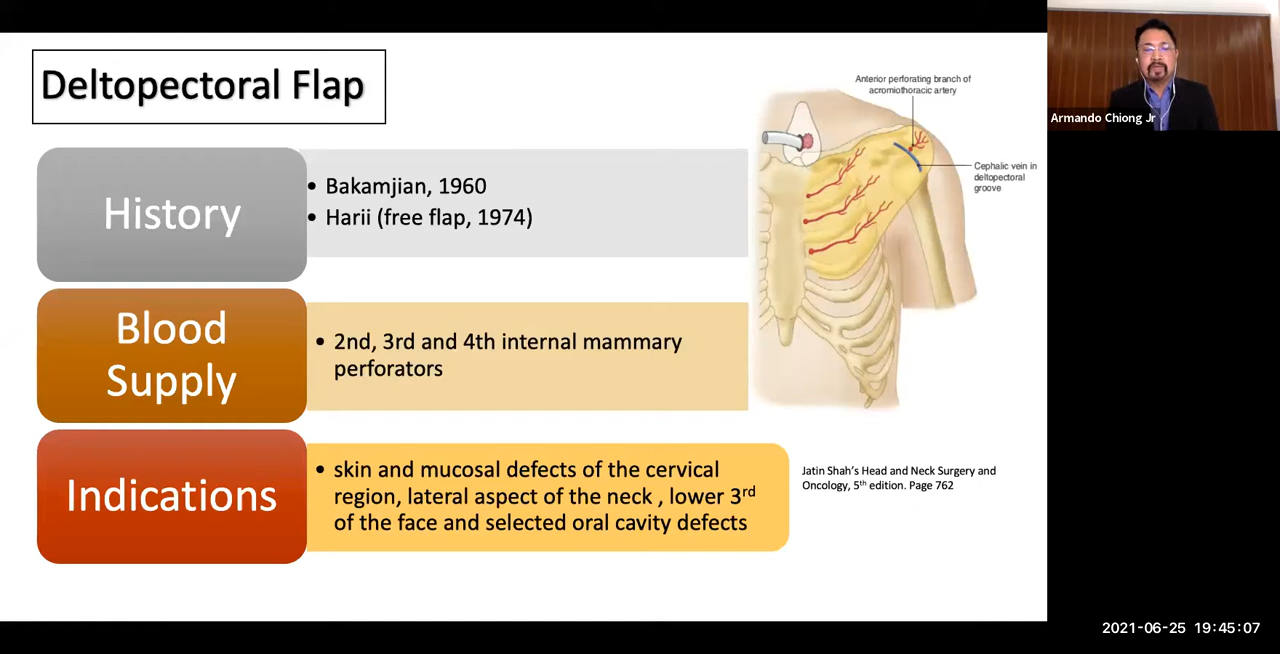 Deltopectoral Flap
History
• Bakamjian, 1960
• Harii (free flap, 1974)
Blood
Supply
• 2nd, 3rd and 4th internal mammary
perforators
Indications
• skin and mucosal defects of the cervical
region, lateral aspect of the neck , lower 3rd
of the face and selected oral cavity defects
Anterior perforating branch of
acromiothoracic artery
Cephalic vein in
deltopectoral
groove
Jatin Shah's Head and Neck Surgery and
Oncology, 5th edition. Page 762
Armando Chiong Jr
2021-06-25 19:45:07